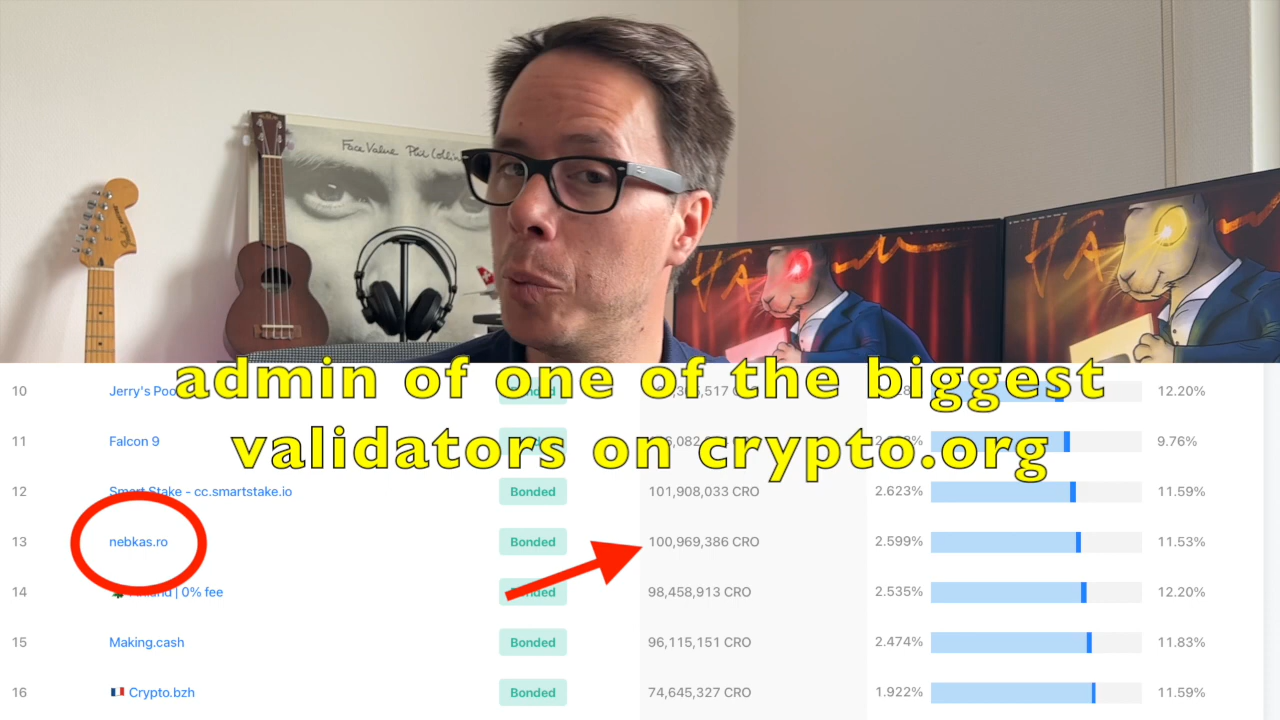 Face Value Phil Collins
Fender
admin of one of the biggest
validators on crypto.org
10 Jerry's Poo 12.20%
11 Falcon 9 9.76%
12 Smart Stake - cc.smartstake.io Bonded 101,908,033 CRO 2.623% 11.59%
13 nebkas.ro Bonded 100,969,386 CRO 2.599% 11.53%
14 | 0% fee Bonded 98,458,913 CRO 2.535% 12.20%
15 Making.cash Bonded 96,115,151 CRO 2.474% 11.83%
16 Crypto.bzh Bonded 74,645,327 CRO 1.922% 11.59%